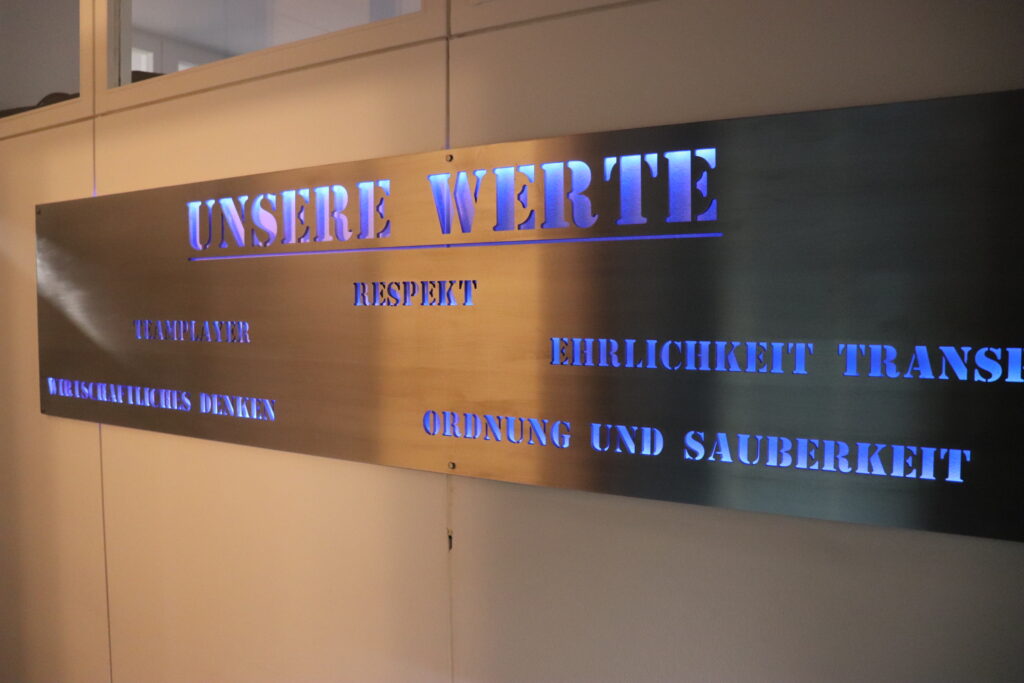 UNSERE WERTE
RESPEKT
TEAMPLAYER
EHRLICHKEIT
WIRTSCHAFTLICHES DENKEN
ORDNUNG UND SAUBERKEIT